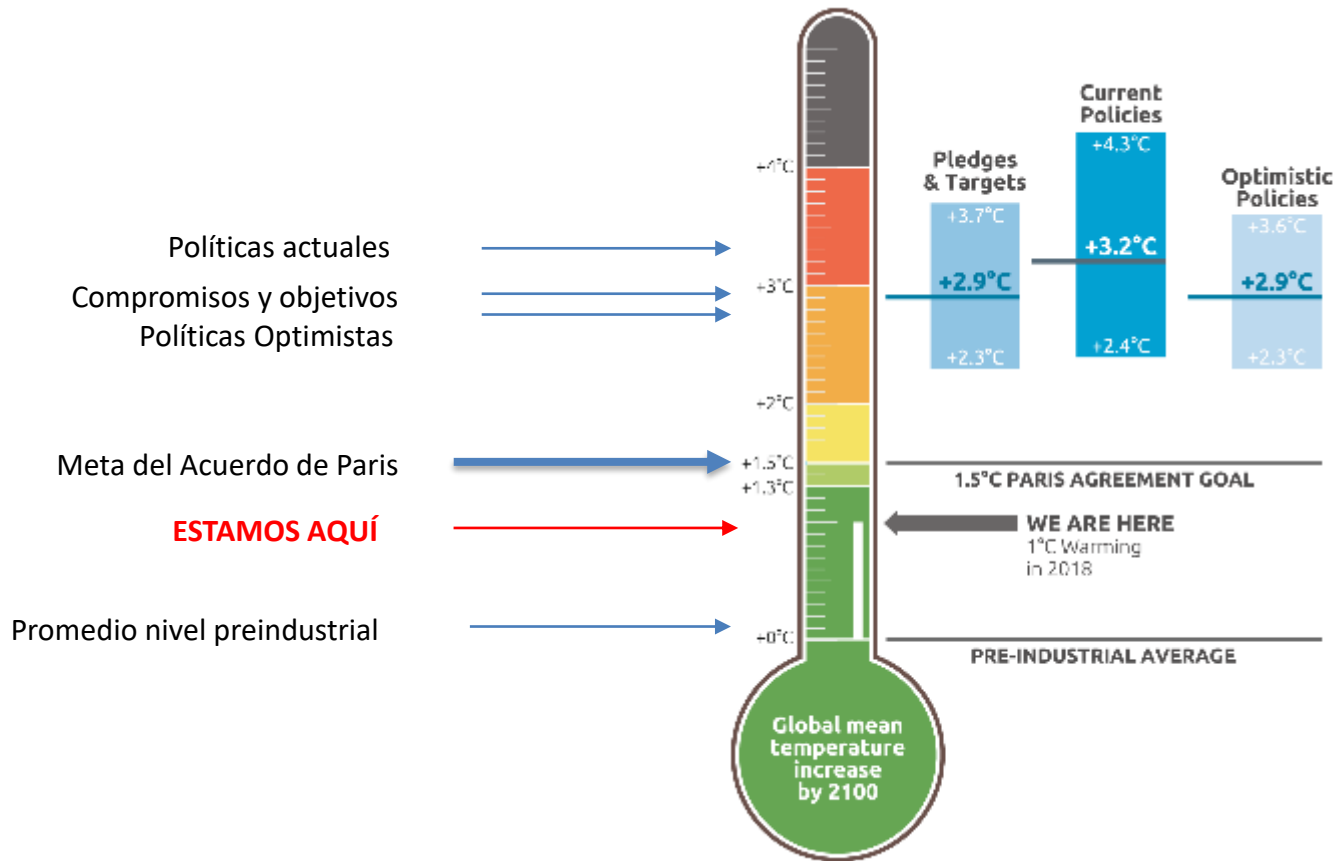 Políticas actuales
Compromisos y objetivos
Políticas Optimistas
Meta del Acuerdo de Paris
ESTAMOS AQUÍ
Promedio nivel preindustrial
+4°C
+3°C
+2°C
+1.5°C
+1.3°C
+0°C
Global mean
temperature
increase
by 2100
Pledges
& Targets
+3.7°C
+2.9°C
+2.3°C
Current
Policies
+4.3°C
+3.2°C
+2.4°C
Optimistic
Policies
+3.6°C
+2.9°C
+2.3°C
1.5°C PARIS AGREEMENT GOAL
WE ARE HERE
1°C Warming
in 2018
PRE-INDUSTRIAL AVERAGE